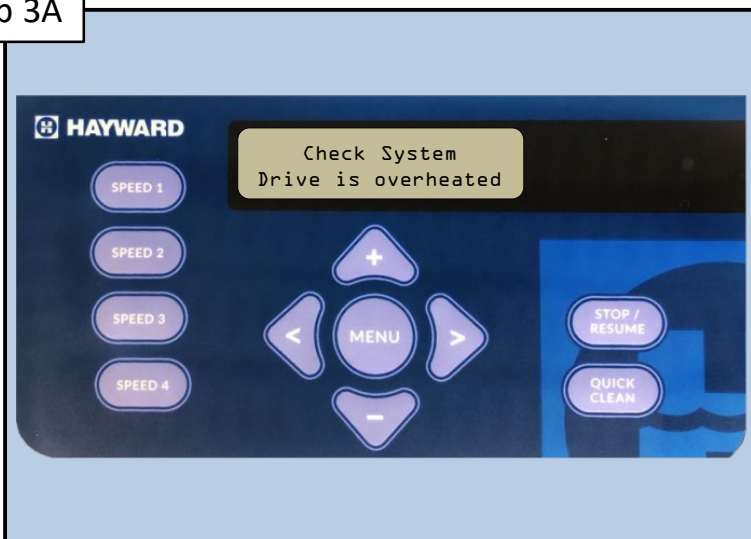 3A
HAYWARD
Check System
Drive is overheated
SPEED 1
SPEED 2
SPEED 3
SPEED 4
+
<
MENU
>
-
STOP /
RESUME
QUICK
CLEAN